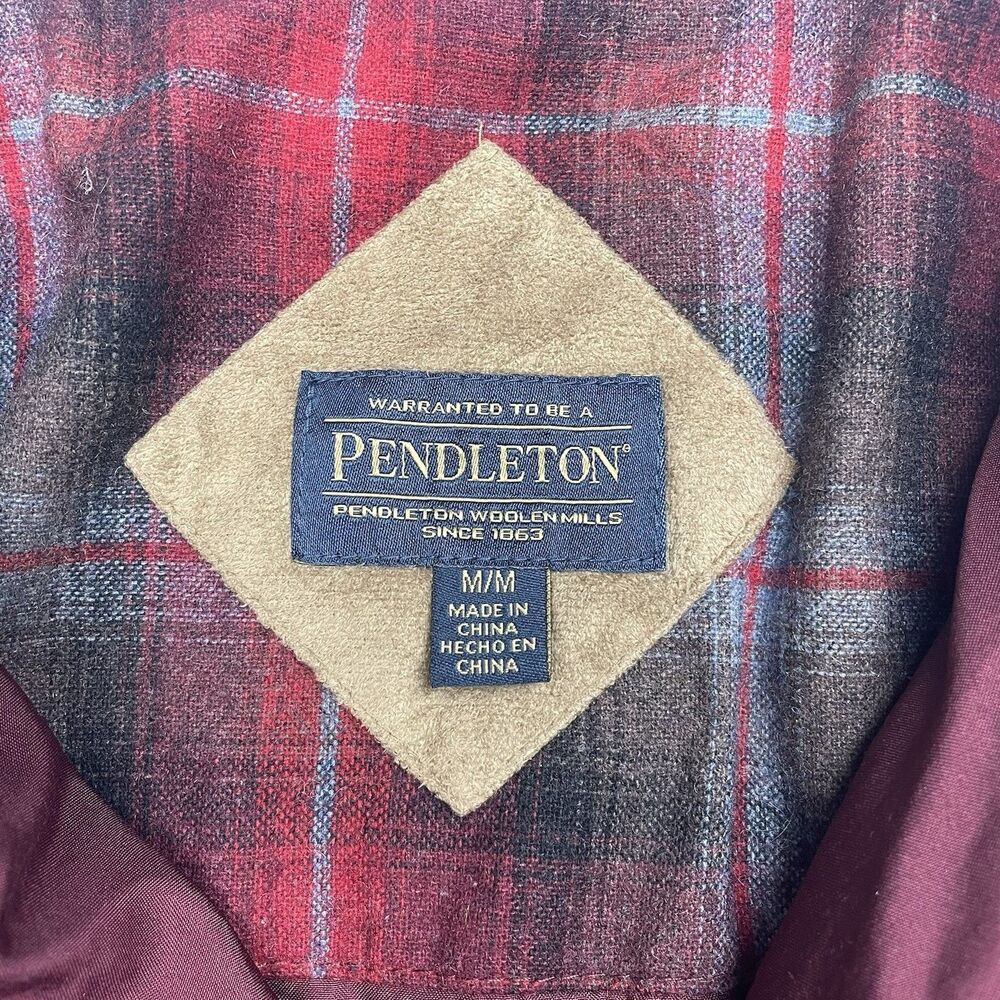 WARRANTED TO BE A
PENDLETON®
PENDLETON WOOLEN MILLS
SINCE 1863
M/M
MADE IN
CHINA
HECHO EN
CHINA